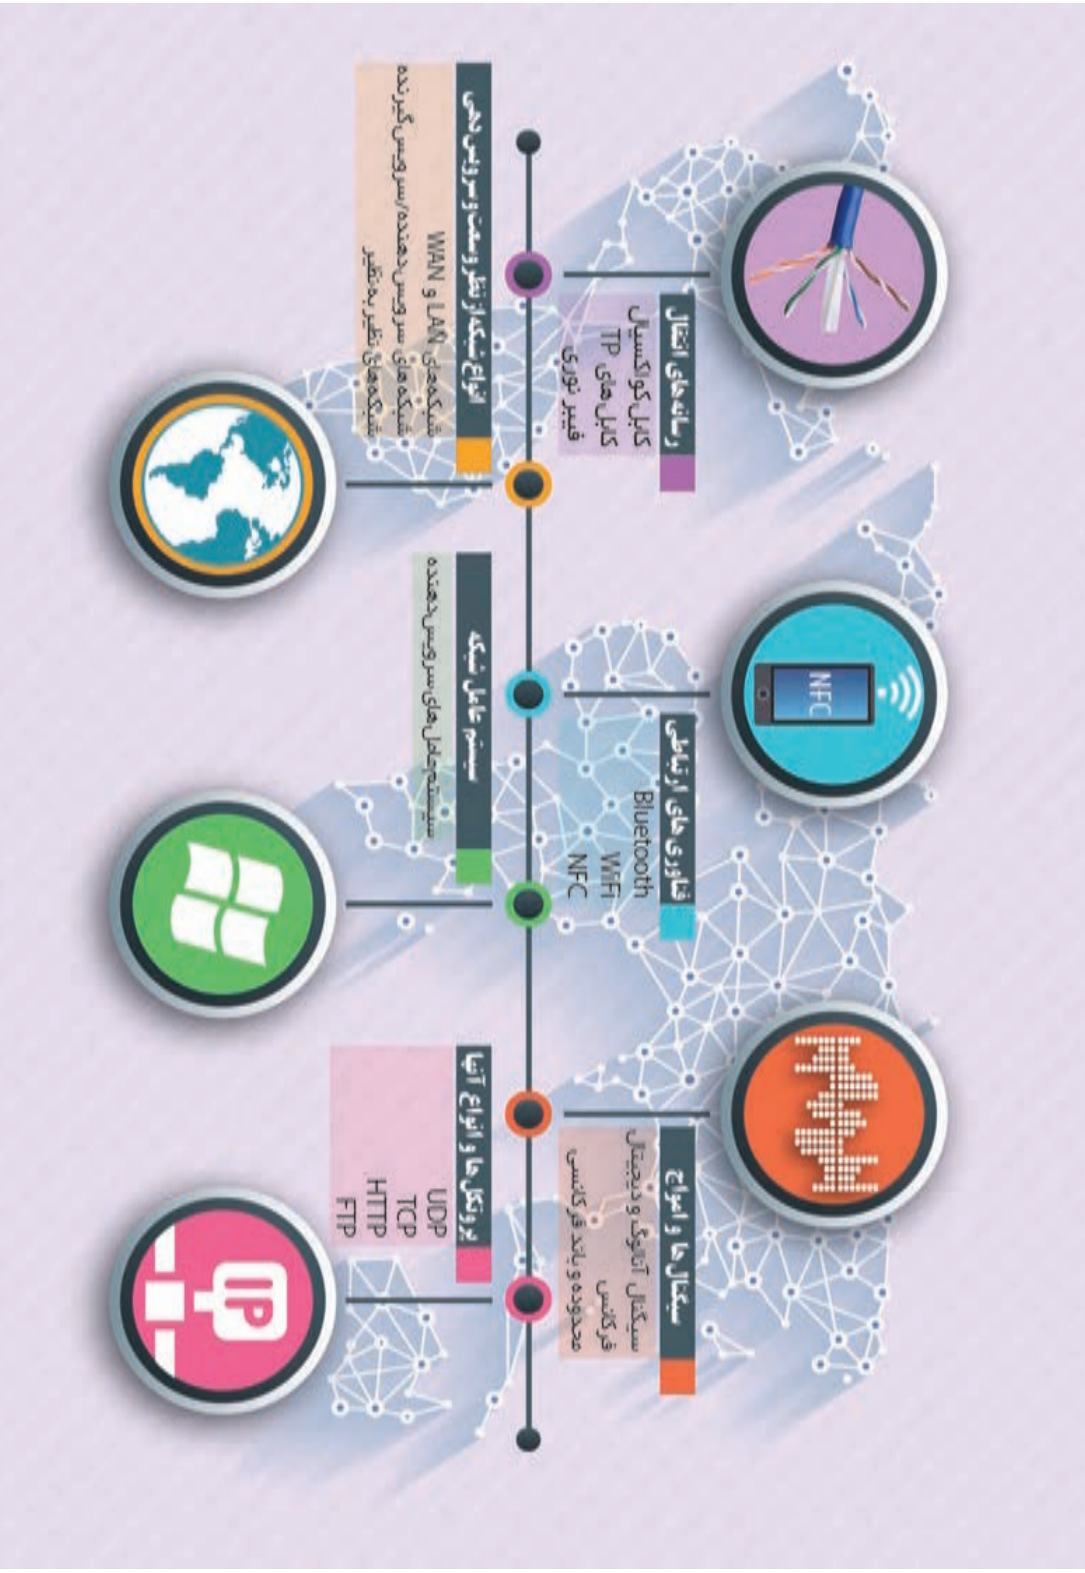 رسانه‌های انتقال
کابل کواکسیال
کابل‌های TP
فیبر نوری
انواع شبکه از نظر وسعت و سرویس‌دهی
شبکه‌های LAN و WAN
شبکه‌های سرویس‌دهنده/سرویس‌گیرنده
شبکه‌های نظیر به نظیر
NFC
فناوری‌های ارتباطی
Bluetooth
WiFi
NFC
سیستم عامل شبکه
سیستم‌عامل‌های سرویس‌دهنده
سیگنال‌ها و امواج
سیگنال آنالوگ و دیجیتال
فرکانس
محدوده و باند فرکانسی
پروتکل‌ها و انواع آنها
UDP
TCP
HTTP
FTP
IP